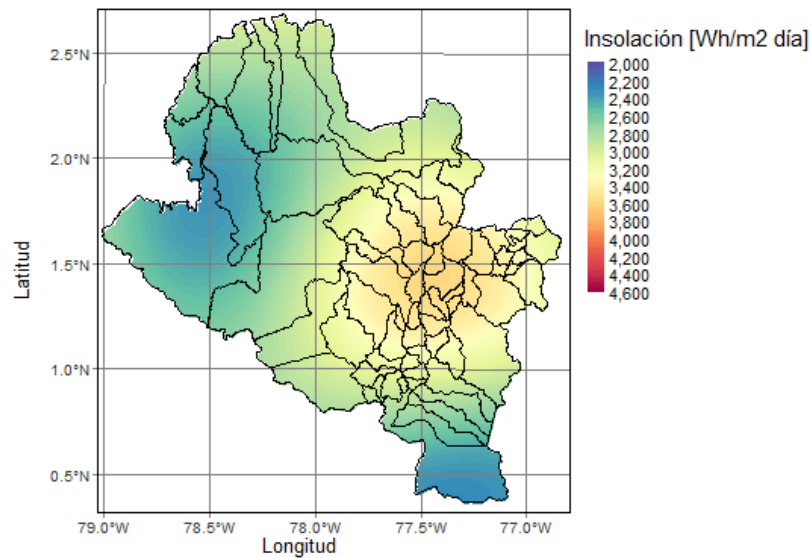 Insolación [Wh/m2 día]
2,000
2,200
2,400
2,600
2,800
3,000
3,200
3,400
3,600
3,800
4,000
4,200
4,400
4,600
2.5°N
2.0°N
1.5°N
1.0°N
0.5°N
Latitud
79.0°W 78.5°W 78.0°W 77.5°W 77.0°W
Longitud